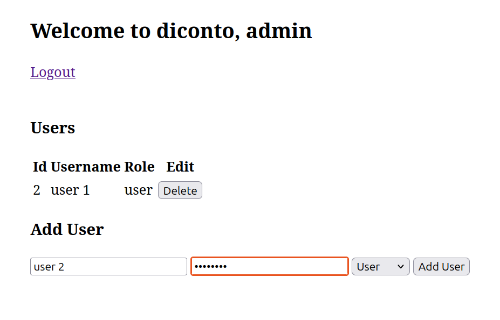 Welcome to diconto, admin
Logout
Users
Id Username Role Edit
2 user 1 user Delete
Add User
user 2 •••••••• User Add User